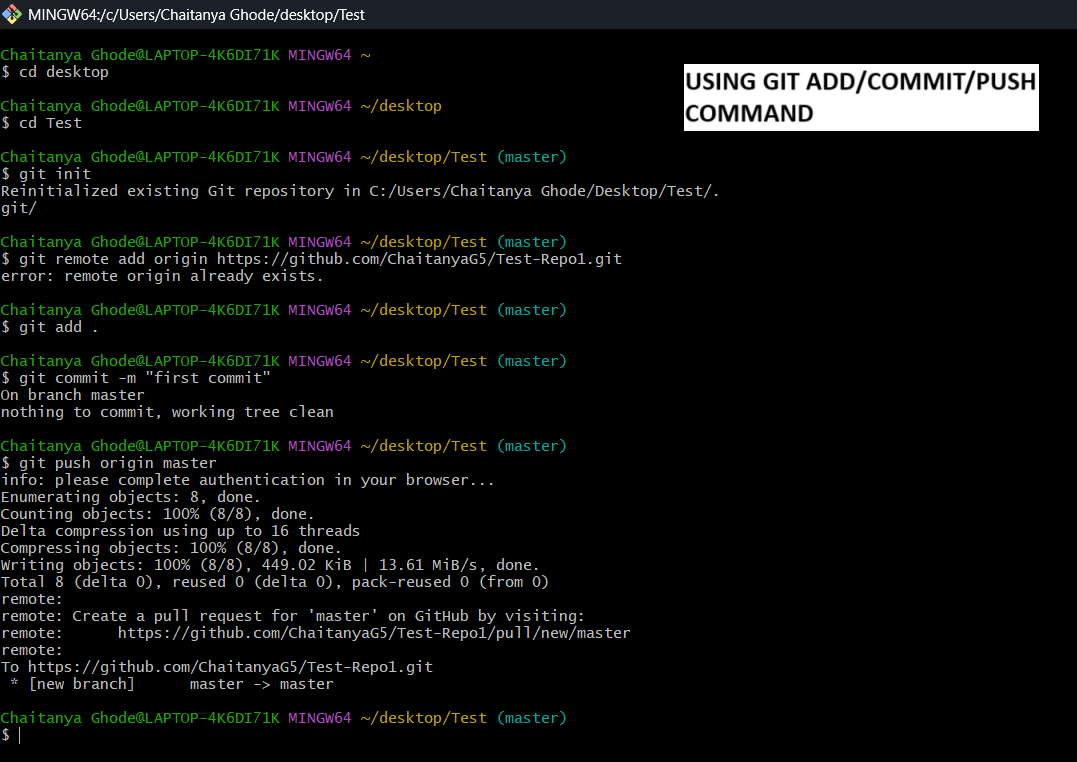 MINGW64:/c/Users/Chaitanya Ghode/desktop/Test
Chaitanya Ghode@LAPTOP-4K6DI71K MINGW64 ~
$ cd desktop
USING GIT ADD/COMMIT/PUSH
COMMAND
Chaitanya Ghode@LAPTOP-4K6DI71K MINGW64 ~/desktop
$ cd Test
Chaitanya Ghode@LAPTOP-4K6DI71K MINGW64 ~/desktop/Test (master)
$ git init
Reinitialized existing Git repository in C:/Users/Chaitanya Ghode/Desktop/Test/.
git/
Chaitanya Ghode@LAPTOP-4K6DI71K MINGW64 ~/desktop/Test (master)
$ git remote add origin https://github.com/ChaitanyaG5/Test-Repo1.git
error: remote origin already exists.
Chaitanya Ghode@LAPTOP-4K6DI71K MINGW64 ~/desktop/Test (master)
$ git add .
Chaitanya Ghode@LAPTOP-4K6DI71K MINGW64 ~/desktop/Test (master)
$ git commit -m "first commit"
On branch master
nothing to commit, working tree clean
Chaitanya Ghode@LAPTOP-4K6DI71K MINGW64 ~/desktop/Test (master)
$ git push origin master
info: please complete authentication in your browser...
Enumerating objects: 8, done.
Counting objects: 100% (8/8), done.
Delta compression using up to 16 threads
Compressing objects: 100% (8/8), done.
Writing objects: 100% (8/8), 449.02 KiB | 13.61 MiB/s, done.
Total 8 (delta 0), reused 0 (delta 0), pack-reused 0 (from 0)
remote:
remote: Create a pull request for 'master' on GitHub by visiting:
remote:      https://github.com/ChaitanyaG5/Test-Repo1/pull/new/master
remote:
To https://github.com/ChaitanyaG5/Test-Repo1.git
 * [new branch]      master -> master
Chaitanya Ghode@LAPTOP-4K6DI71K MINGW64 ~/desktop/Test (master)
$